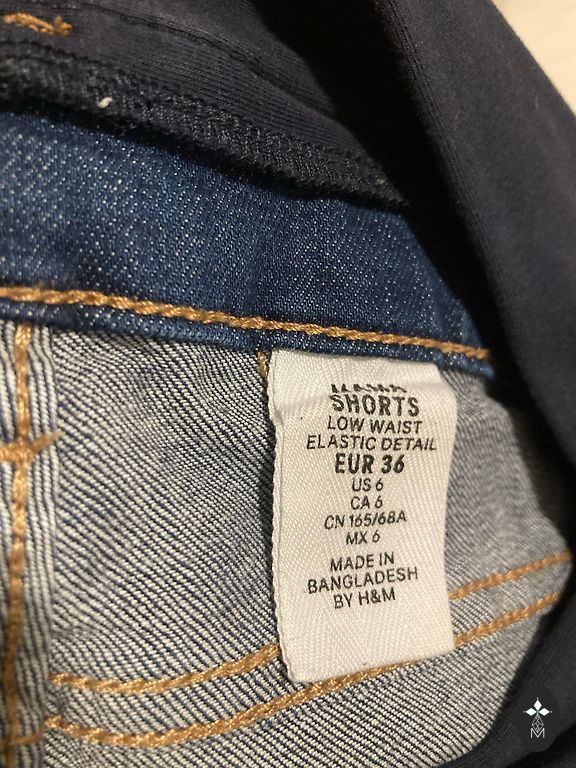 SHORTS
LOW WAIST
ELASTIC DETAIL
EUR 36
US 6
CA 6
CN 165/68A
MX 6
MADE IN
BANGLADESH
BY H&M